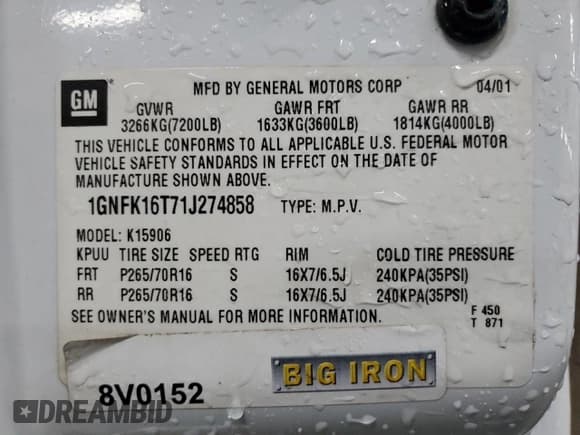 GM
MFD BY GENERAL MOTORS CORP 04/01
GVWR GAWR FRT GAWR RR
3266KG(7200LB) 1633KG(3600LB) 1814KG(4000LB)
THIS VEHICLE CONFORMS TO ALL APPLICABLE U.S. FEDERAL MOTOR
VEHICLE SAFETY STANDARDS IN EFFECT ON THE DATE OF
MANUFACTURE SHOWN ABOVE.
1GNFK16T71J274858 TYPE: M.P.V.
MODEL: K15906
KPUU TIRE SIZE SPEED RTG RIM COLD TIRE PRESSURE
FRT P265/70R16 S 16X7/6.5J 240KPA(35PSI)
RR P265/70R16 S 16X7/6.5J 240KPA(35PSI)
SEE OWNER'S MANUAL FOR MORE INFORMATION.
F 450
T 871
8V0152 BIG IRON
DREAMBID